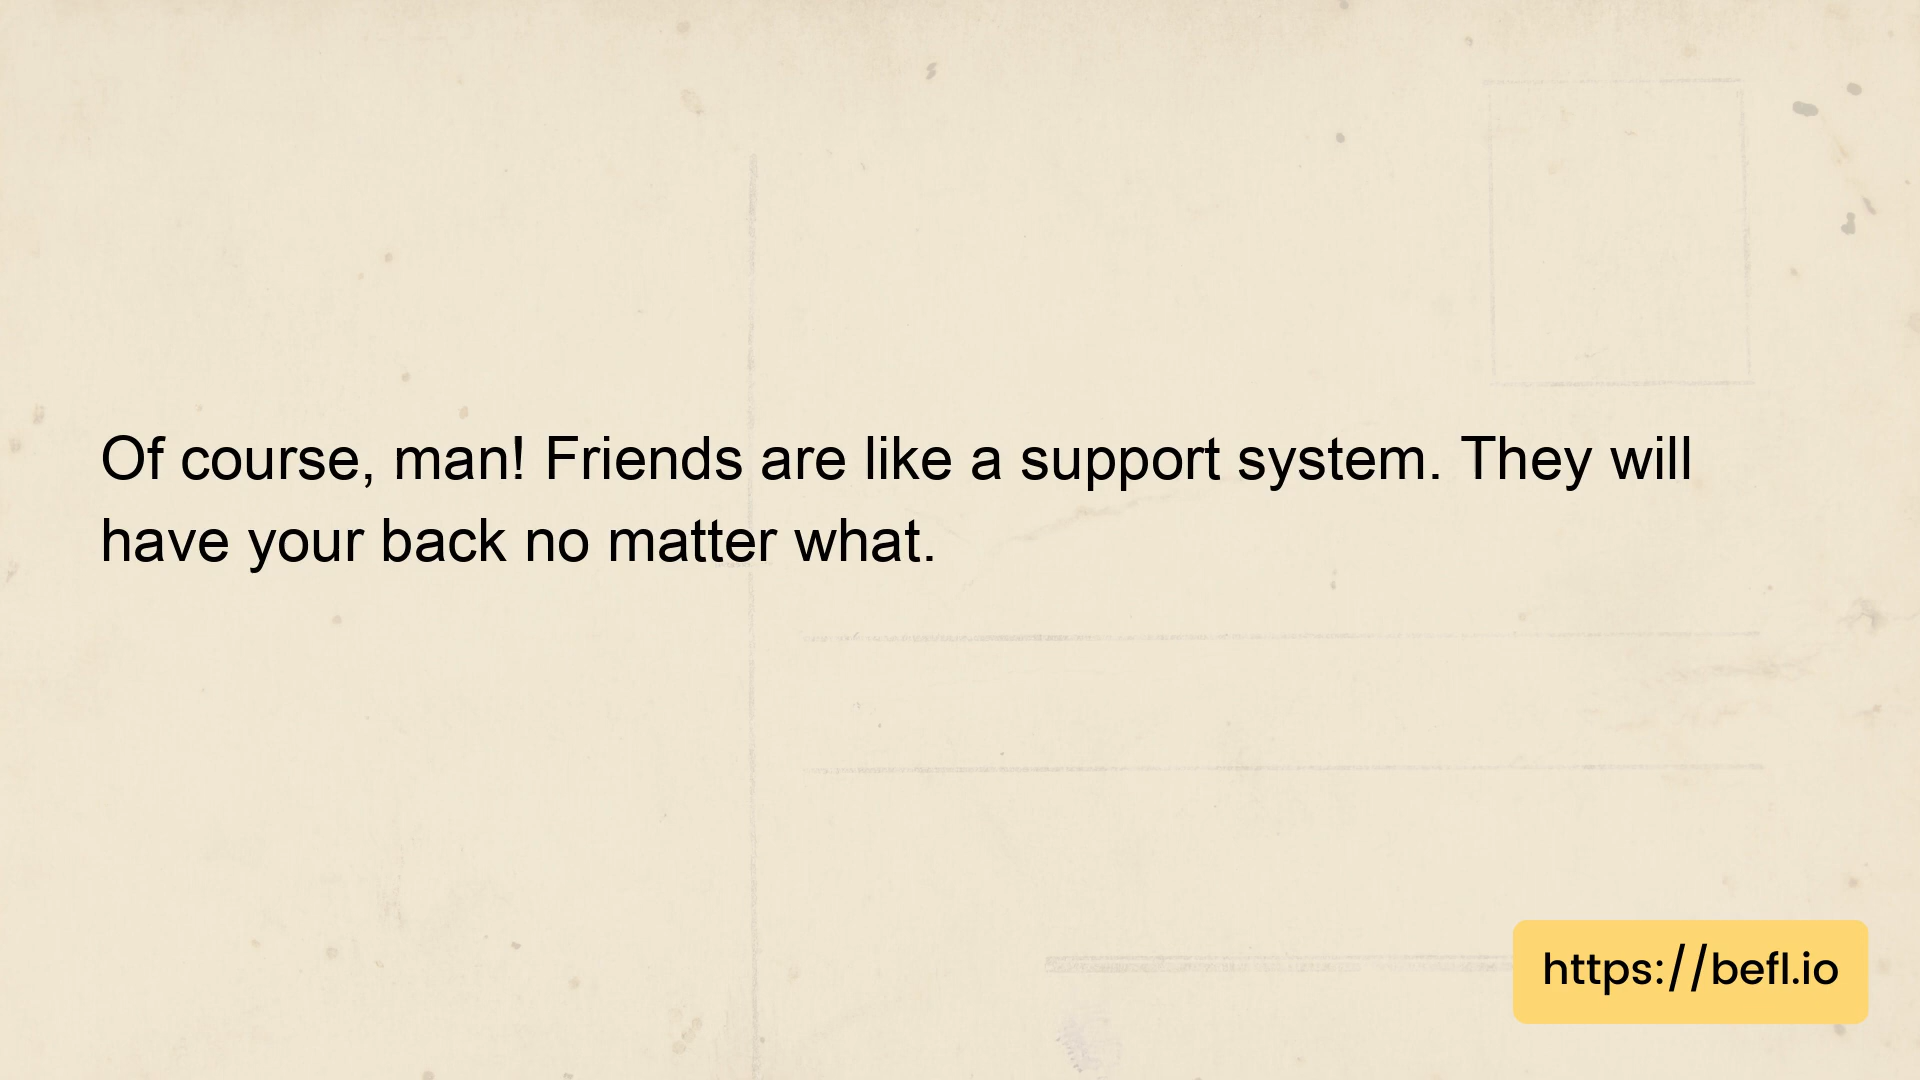 Of course, man! Friends are like a support system. They will
have your back no matter what.
https://befl.io